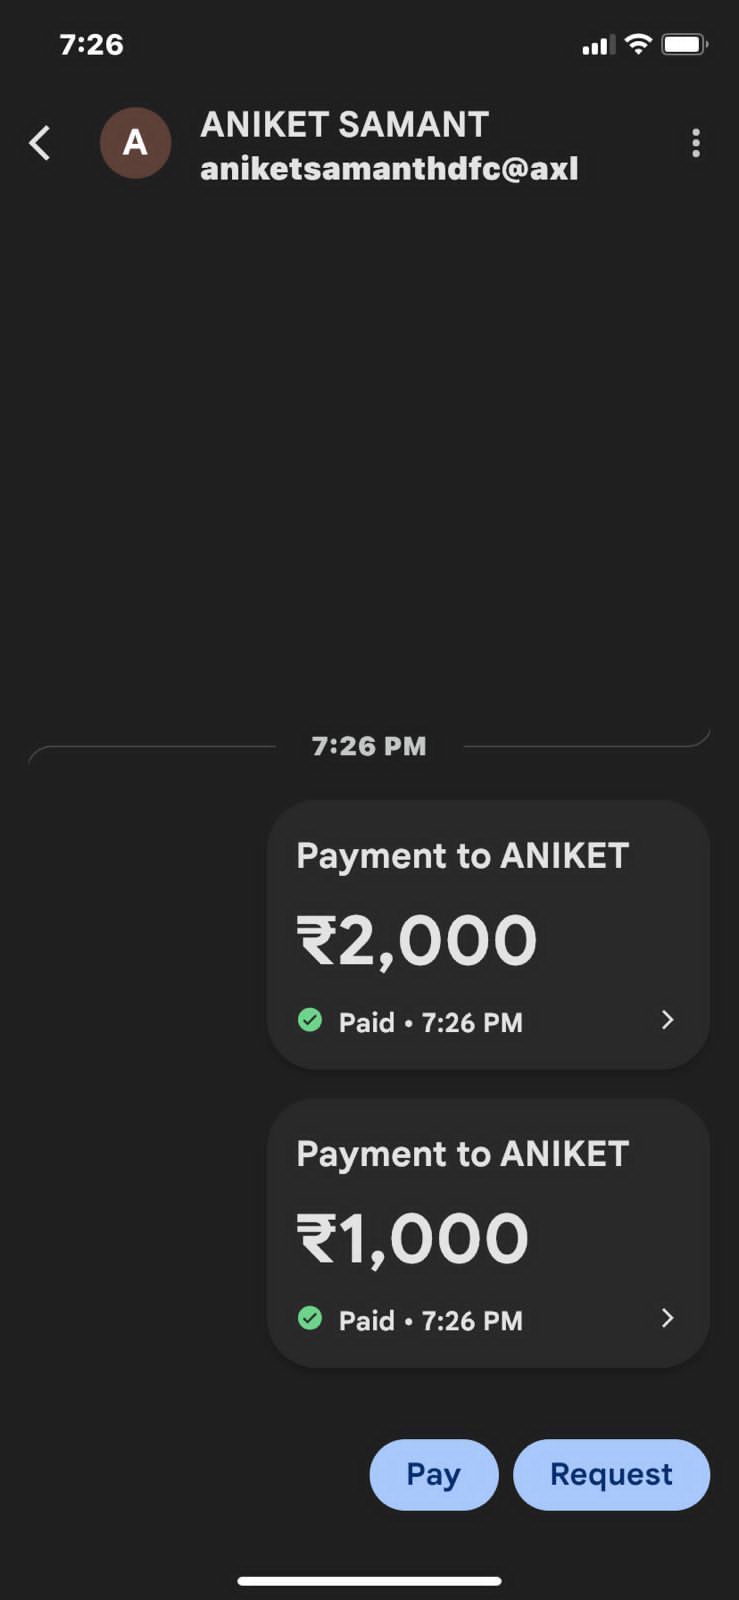 7:26
A
ANIKET SAMANT
aniketsamanthdfc@axl
7:26 PM
Payment to ANIKET
₹2,000
Paid • 7:26 PM
Payment to ANIKET
₹1,000
Paid • 7:26 PM
Pay
Request